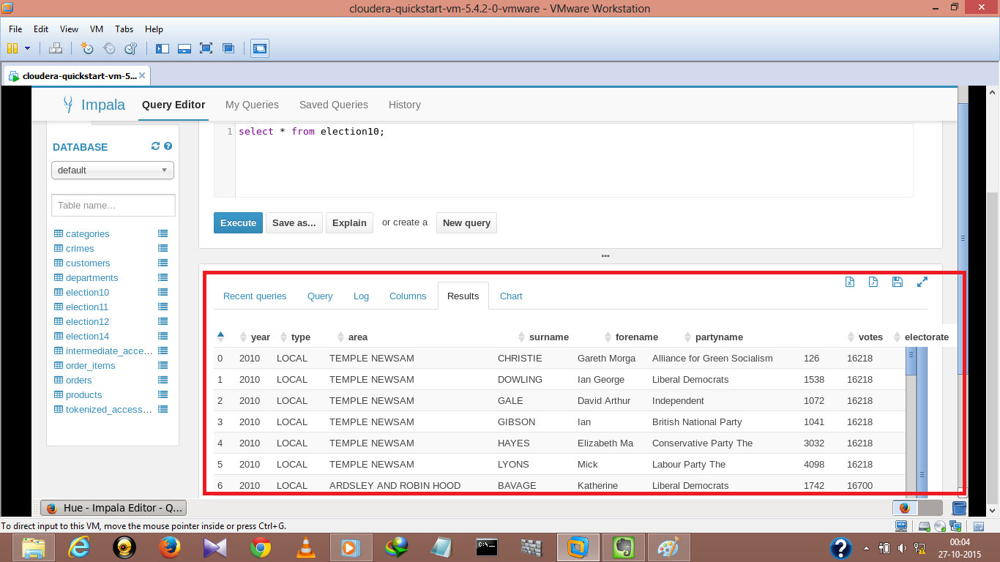 cloudera-quickstart-vm-5.4.2-0-vmware - VMware Workstation
File Edit View VM Tabs Help
cloudera-quickstart-vm-5...
Impala Query Editor My Queries Saved Queries History
1 select * from election10;
DATABASE
default
Table name...
categories
crimes
customers
departments
election10
election11
election12
election14
intermediate_acce...
order_items
orders
products
tokenized_access...
Execute Save as... Explain or create a New query
Recent queries Query Log Columns Results Chart
year type area surname forename partyname votes electorate
0 2010 LOCAL TEMPLE NEWSAM CHRISTIE Gareth Morga Alliance for Green Socialism 126 16218
1 2010 LOCAL TEMPLE NEWSAM DOWLING Ian George Liberal Democrats 1538 16218
2 2010 LOCAL TEMPLE NEWSAM GALE David Arthur Independent 1072 16218
3 2010 LOCAL TEMPLE NEWSAM GIBSON Ian British National Party 1041 16218
4 2010 LOCAL TEMPLE NEWSAM HAYES Elizabeth Ma Conservative Party The 3032 16218
5 2010 LOCAL TEMPLE NEWSAM LYONS Mick Labour Party The 4098 16218
6 2010 LOCAL ARDSLEY AND ROBIN HOOD BAVAGE Katherine Liberal Democrats 1742 16700
Hue - Impala Editor - Q...
To direct input to this VM, move the mouse pointer inside or press Ctrl+G.
00:04
27-10-2015